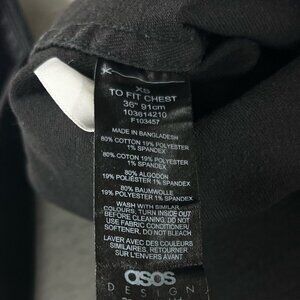 XS
TO FIT CHEST
36" 91cm
103614210
F103457
MADE IN BANGLADESH
80% COTTON 19% POLYESTER
1% SPANDEX
80% COTON 19% POLYESTER
1% SPANDEX
80% ALGODÓN
19% POLIÉSTER 1% SPANDEX
80% BAUMWOLLE
19% POLYESTER 1% SPANDEX
WASH WITH SIMILAR
COLOURS, TURN INSIDE OUT
BEFORE CLEANING, DO NOT
USE FABRIC CONDITIONER/
SOFTENER, DO NOT BLEACH
LAVER AVEC DES COULEURS
SIMILAIRES, RETOURNER
SUR L'ENVERS AVANT
asos
DESIGN